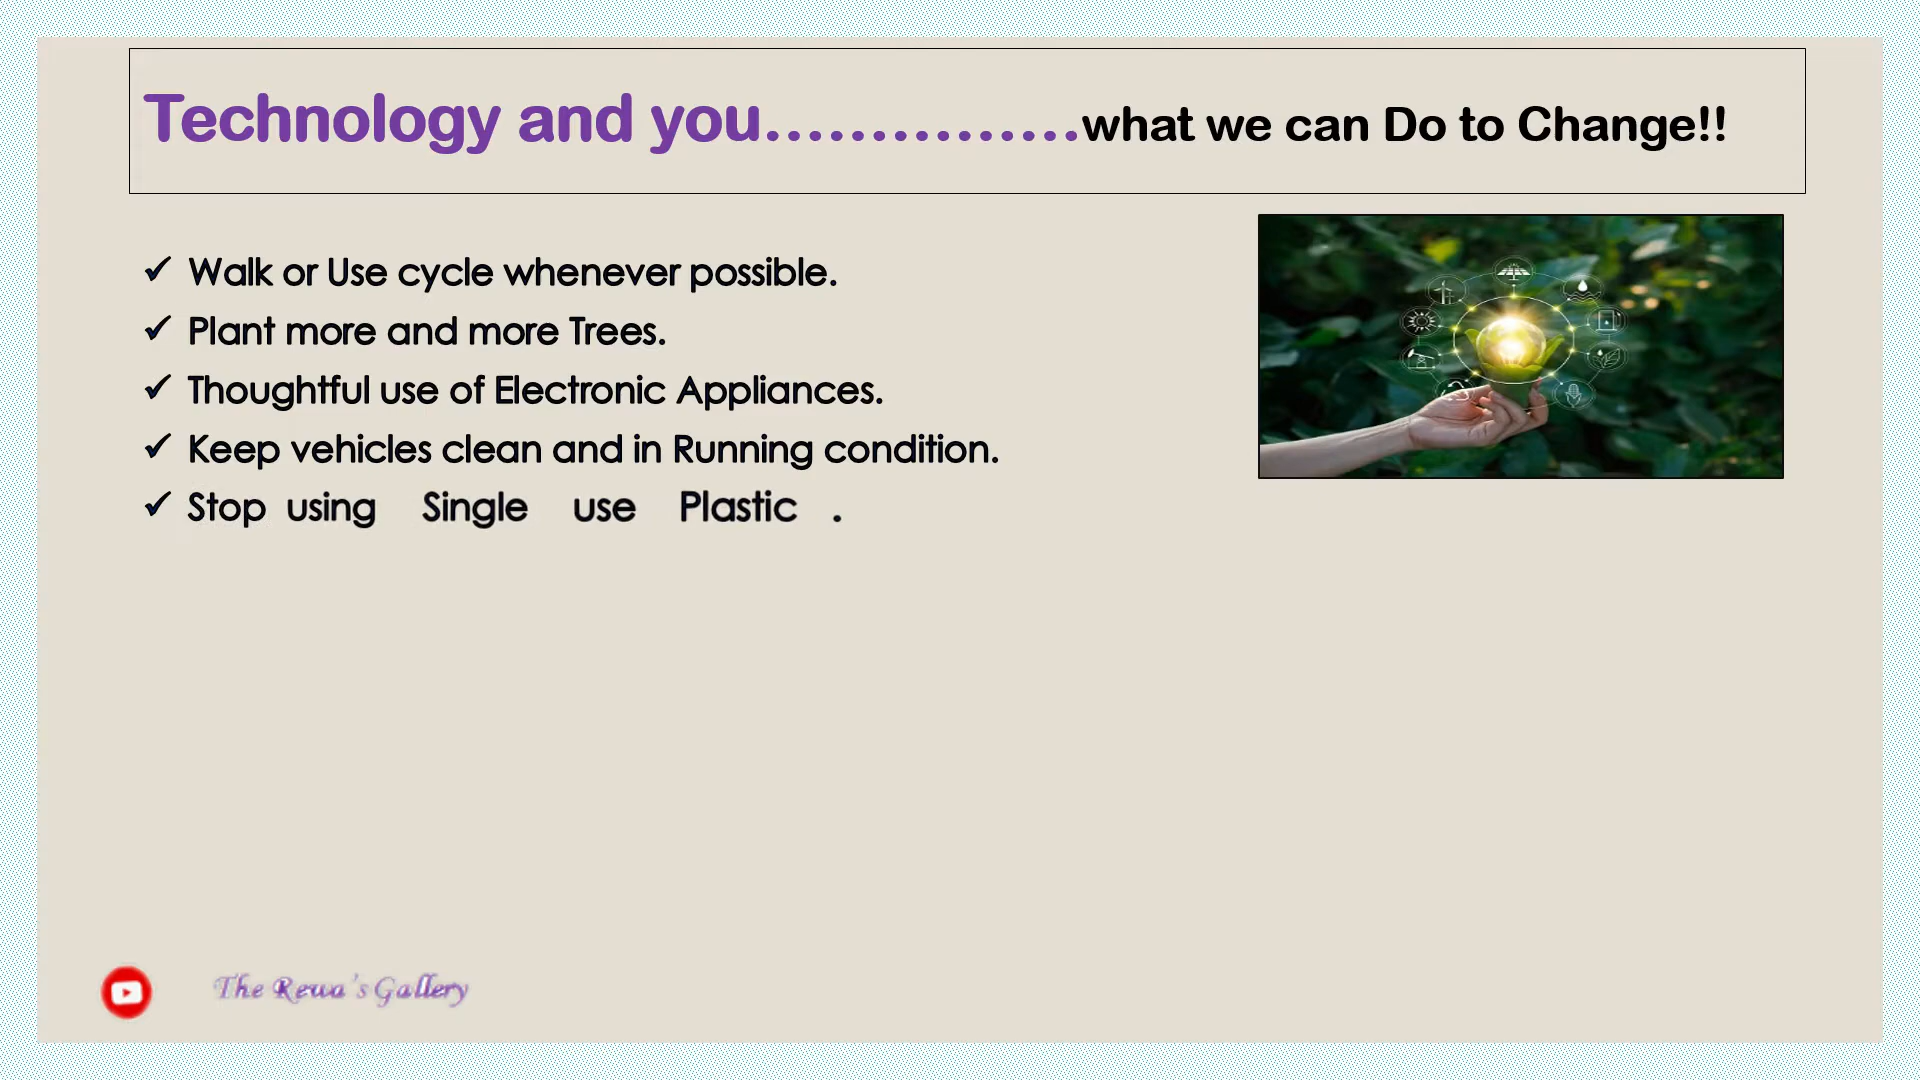 Technology and you...............what we can Do to Change!!
✓ Walk or Use cycle whenever possible.
✓ Plant more and more Trees.
✓ Thoughtful use of Electronic Appliances.
✓ Keep vehicles clean and in Running condition.
✓ Stop using Single use Plastic .
The Rewa's Gallery